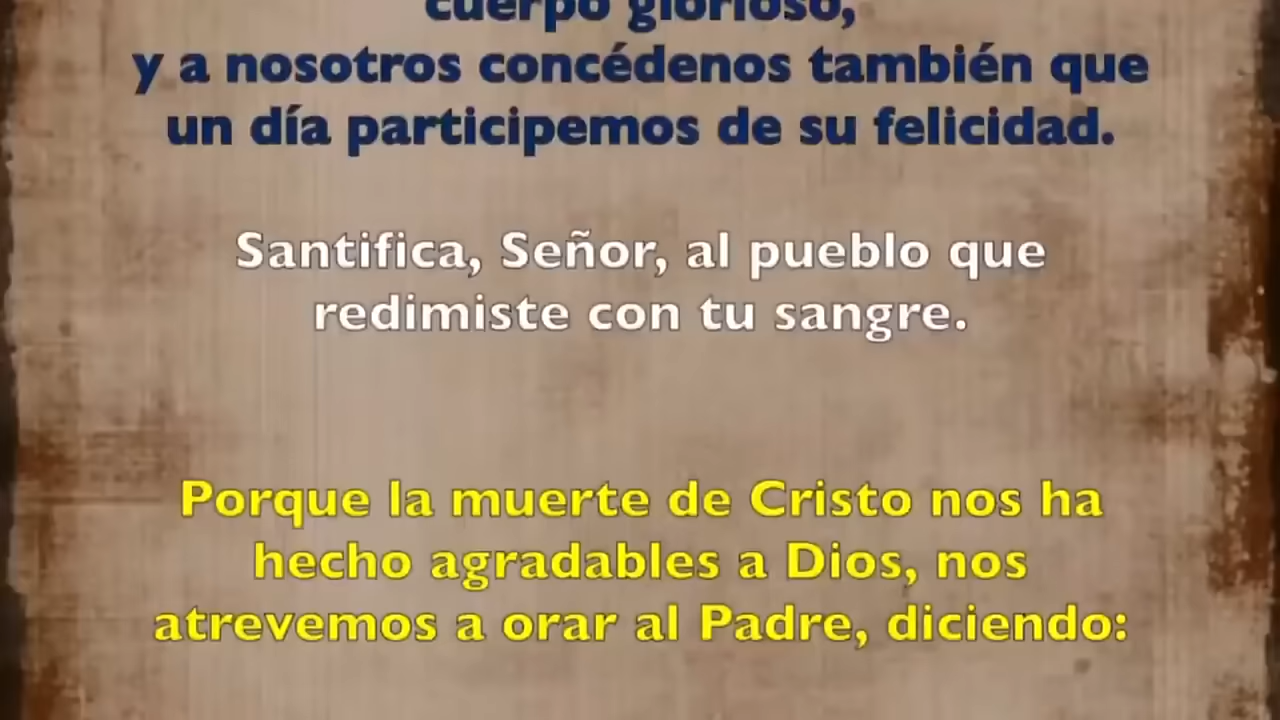 cuerpo glorioso,
y a nosotros concédenos también que
un día participemos de su felicidad.
Santifica, Señor, al pueblo que
redimiste con tu sangre.
Porque la muerte de Cristo nos ha
hecho agradables a Dios, nos
atrevemos a orar al Padre, diciendo: